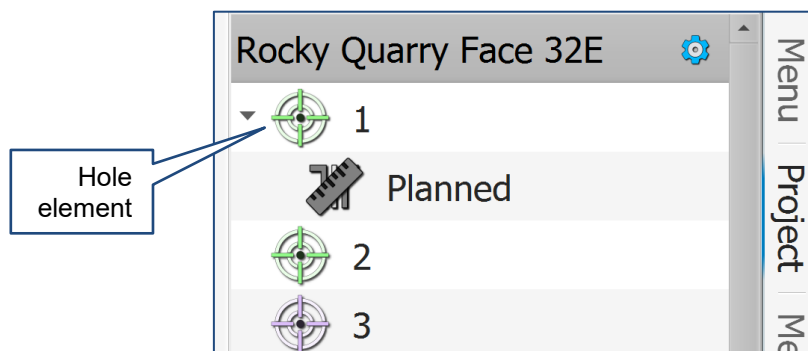 Rocky Quarry Face 32E
1
Hole
element
Planned
2
3
Menu
Project